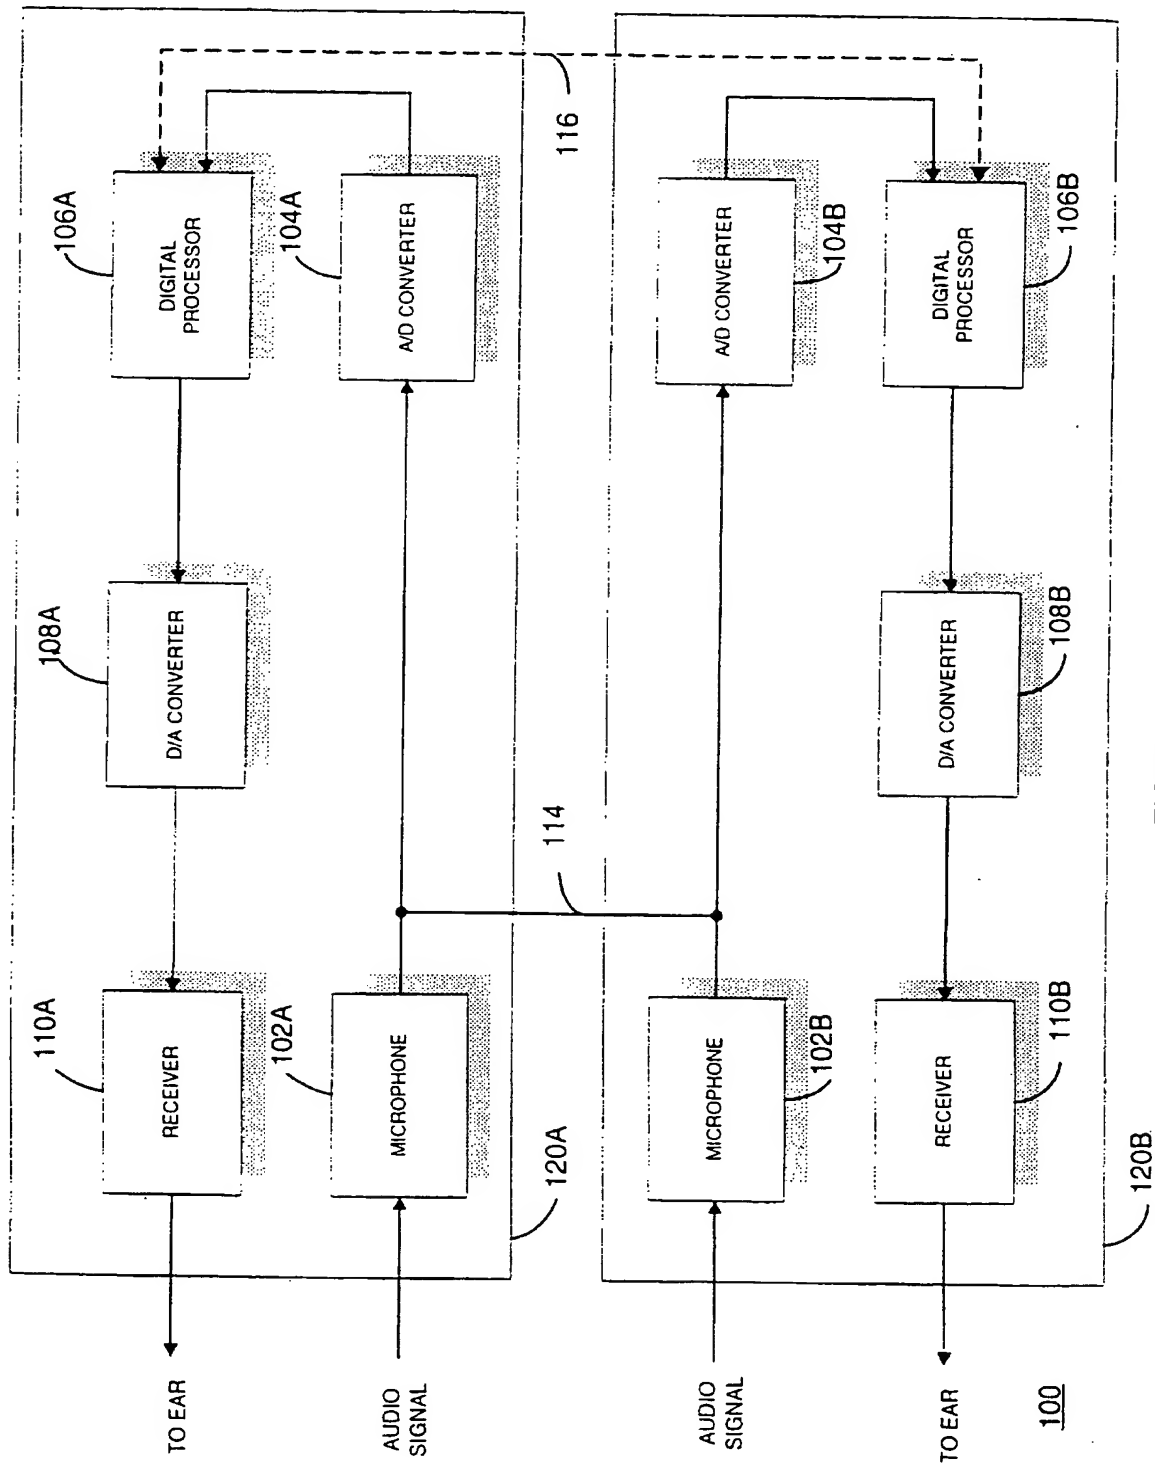 106A
DIGITAL
PROCESSOR
104A
A/D CONVERTER
116
A/D CONVERTER
104B
DIGITAL
PROCESSOR
106B
108A
D/A CONVERTER
114
D/A CONVERTER
108B
110A
RECEIVER
102A
MICROPHONE
120A
MICROPHONE
102B
RECEIVER
110B
120B
TO EAR
AUDIO
SIGNAL
AUDIO
SIGNAL
TO EAR
100